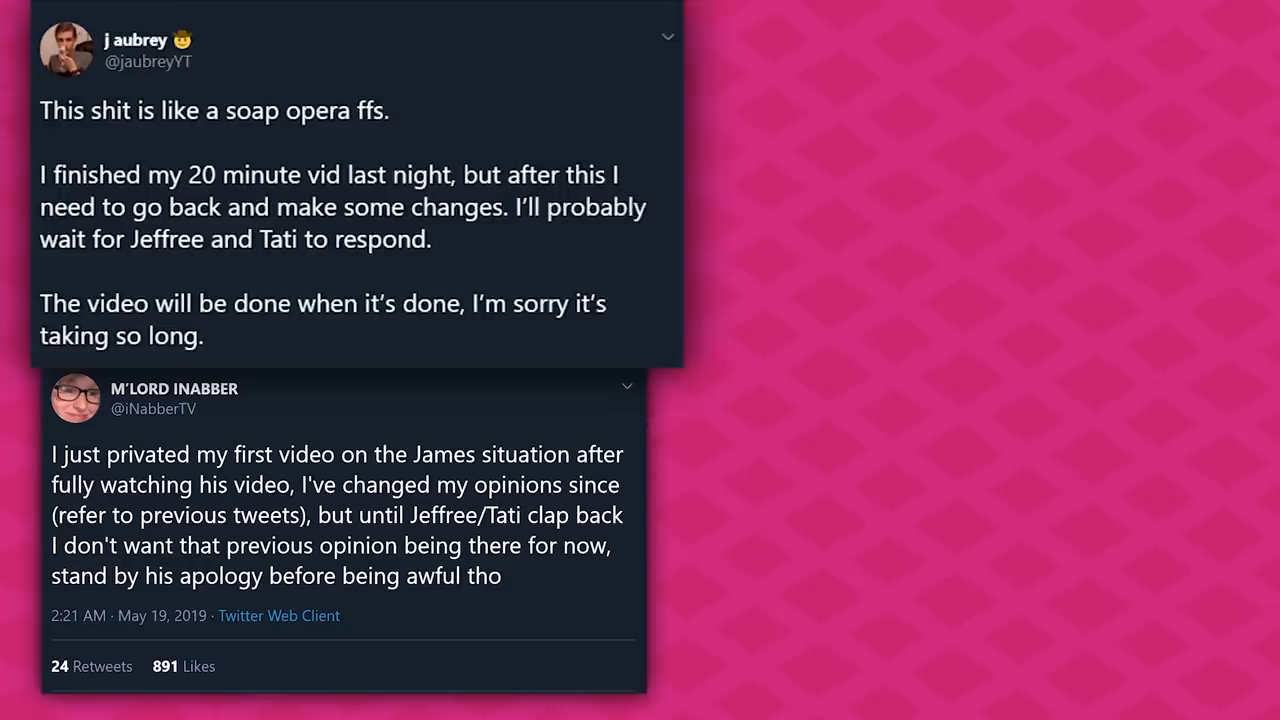 j aubrey 🤠
@jaubreyYT
This shit is like a soap opera ffs.
I finished my 20 minute vid last night, but after this I
need to go back and make some changes. I’ll probably
wait for Jeffree and Tati to respond.
The video will be done when it’s done, I’m sorry it’s
taking so long.
M'LORD INABBER
@iNabberTV
I just privated my first video on the James situation after
fully watching his video, I've changed my opinions since
(refer to previous tweets), but until Jeffree/Tati clap back
I don't want that previous opinion being there for now,
stand by his apology before being awful tho
2:21 AM · May 19, 2019 · Twitter Web Client
24 Retweets 891 Likes